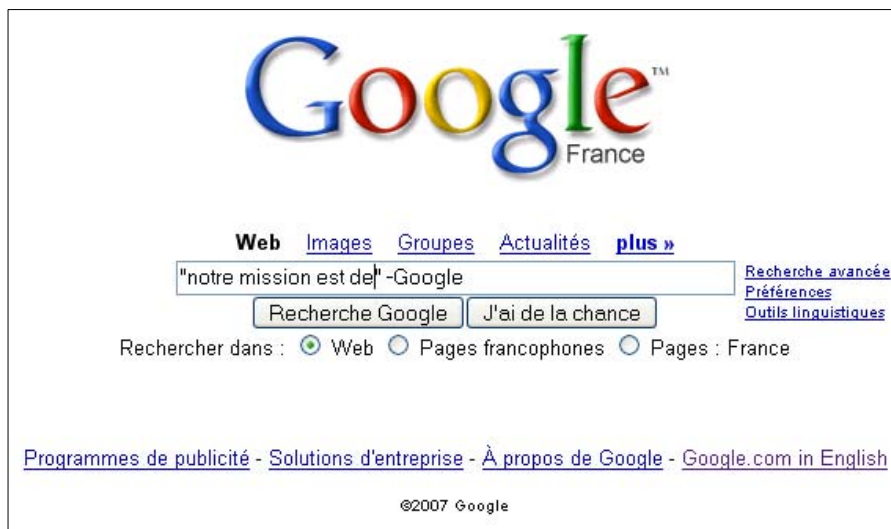 Google™
France
Web Images Groupes Actualités plus »
"notre mission est de" -Google
Recherche avancée
Préférences
Outils linguistiques
Recherche Google J'ai de la chance
Rechercher dans : Web Pages francophones Pages : France
Programmes de publicité - Solutions d'entreprise - À propos de Google - Google.com in English
©2007 Google